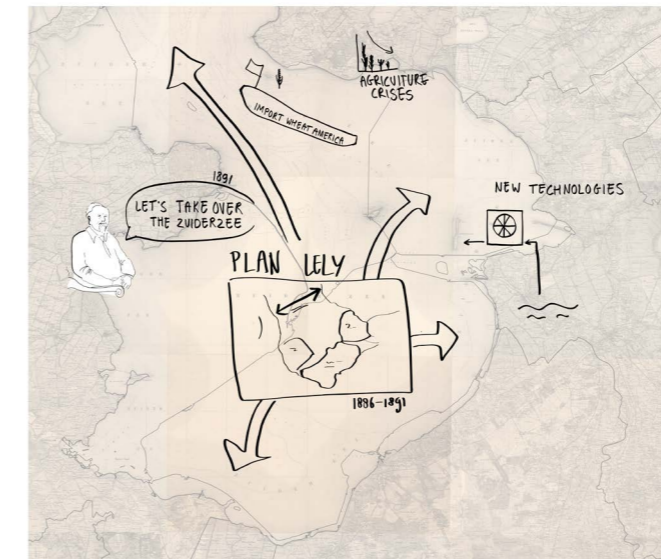 AGRICULTURE
CRISES
IMPORT WHEAT AMERICA
1891
LET'S TAKE OVER
THE ZUIDERZEE
NEW TECHNOLOGIES
PLAN LELY
1886-1891